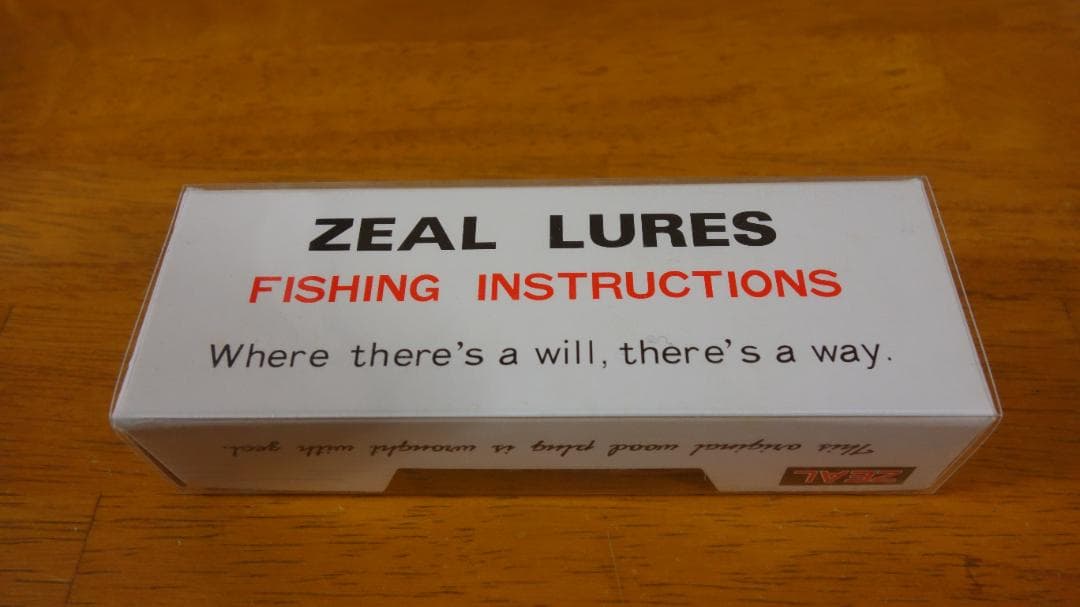 ZEAL LURES
FISHING INSTRUCTIONS
Where there's a will, there's a way.
This original wood plug is wrought with zeal.
ZEAL